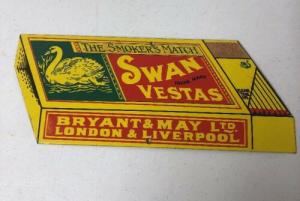 THE SMOKER'S MATCH
SWAN
TRADE MARK
VESTAS
BRYANT & MAY LTD.
LONDON & LIVERPOOL